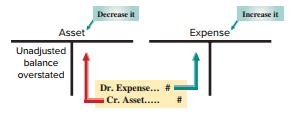 Decrease it
Increase it
Asset
Expense
Unadjusted
balance
overstated
Dr. Expense... #
Cr. Asset..... #